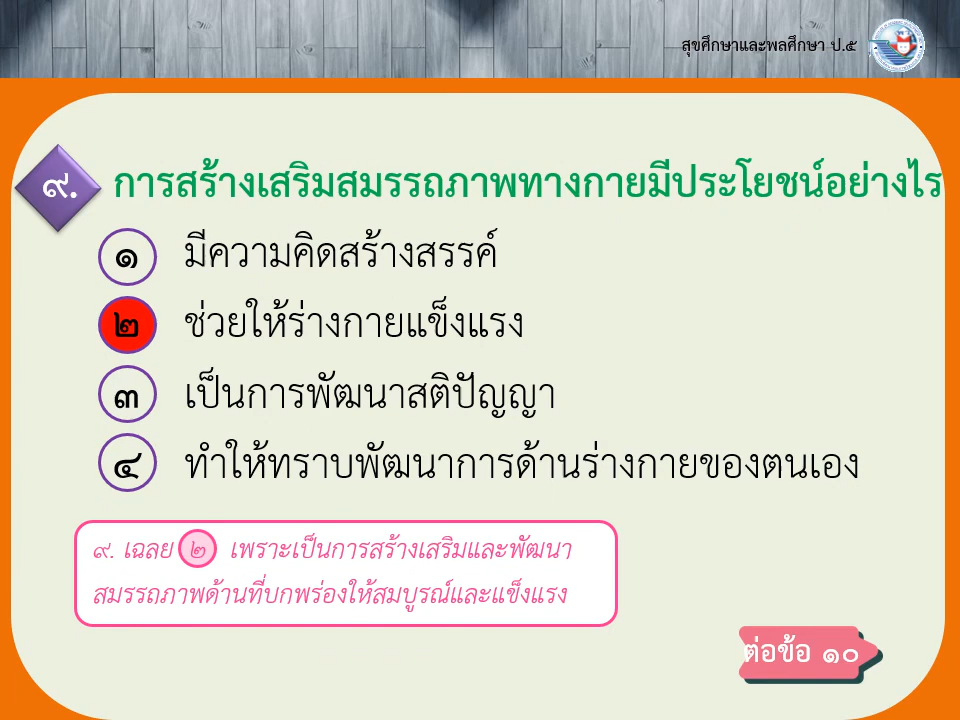 สุขศึกษาและพลศึกษา ป.๕
๙. การสร้างเสริมสมรรถภาพทางกายมีประโยชน์อย่างไร
๑ มีความคิดสร้างสรรค์
๒ ช่วยให้ร่างกายแข็งแรง
๓ เป็นการพัฒนาสติปัญญา
๔ ทำให้ทราบพัฒนาการด้านร่างกายของตนเอง
๙. เฉลย ๒ เพราะเป็นการสร้างเสริมและพัฒนา
สมรรถภาพด้านที่บกพร่องให้สมบูรณ์และแข็งแรง
ต่อข้อ ๑๐